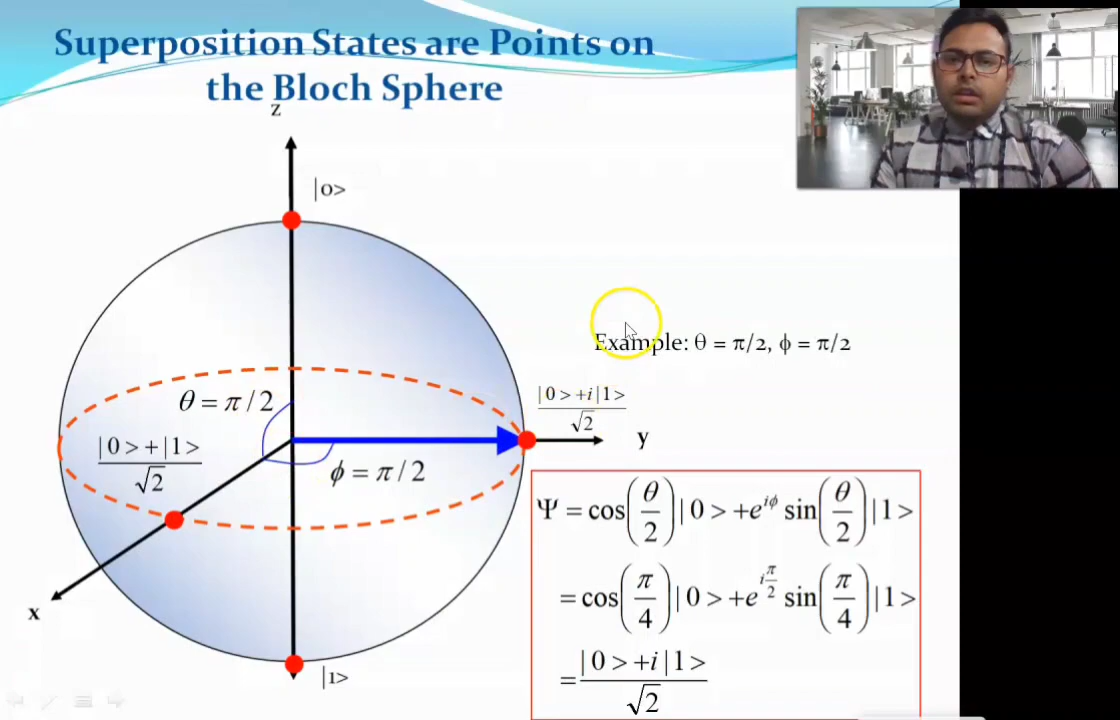 Superposition States are Points on
the Bloch Sphere
z
|0>
Example: θ = π/2, ϕ = π/2
θ = π / 2
|0> +i|1>
√2
y
|0> +|1>
√2
ϕ = π / 2
Ψ = cos(θ/2)|0> +e^{iϕ} sin(θ/2)|1>
= cos(π/4)|0> +e^{iπ/2} sin(π/4)|1>
x
= |0> +i|1>
√2
|1>